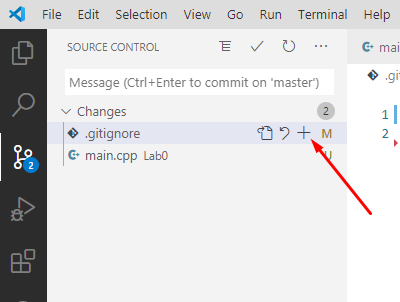 File Edit Selection View Go Run Terminal Help
SOURCE CONTROL
Message (Ctrl+Enter to commit on 'master')
Changes 2
.gitignore M
main.cpp Lab0 U
2
1
2